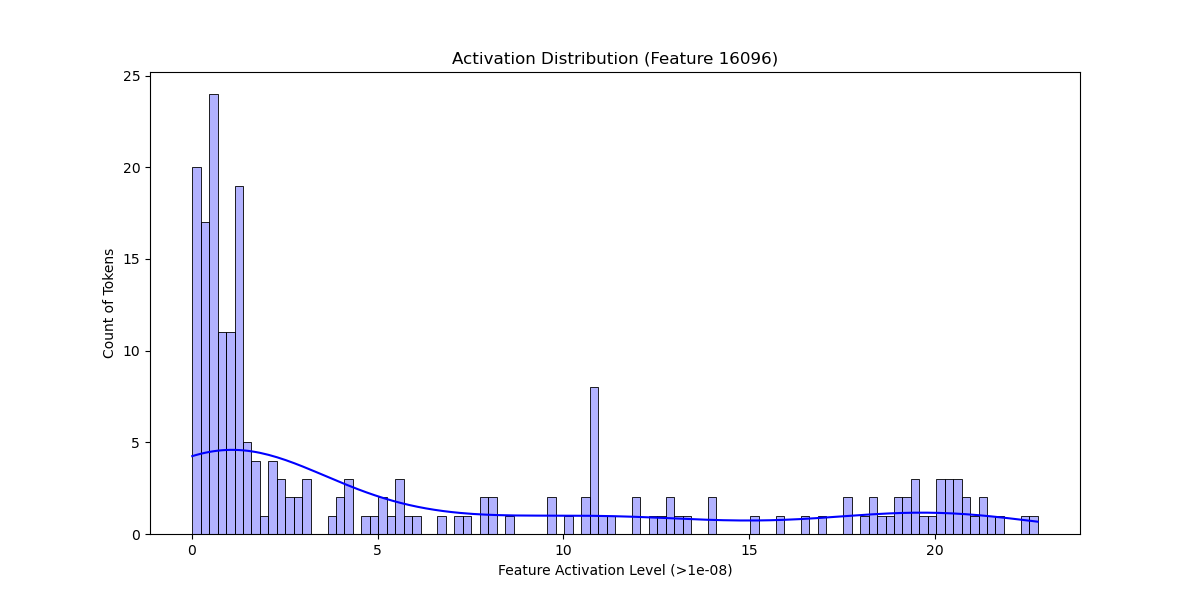 Activation Distribution (Feature 16096)
25
20
15
10
5
0
Count of Tokens
0 5 10 15 20
Feature Activation Level (>1e-08)